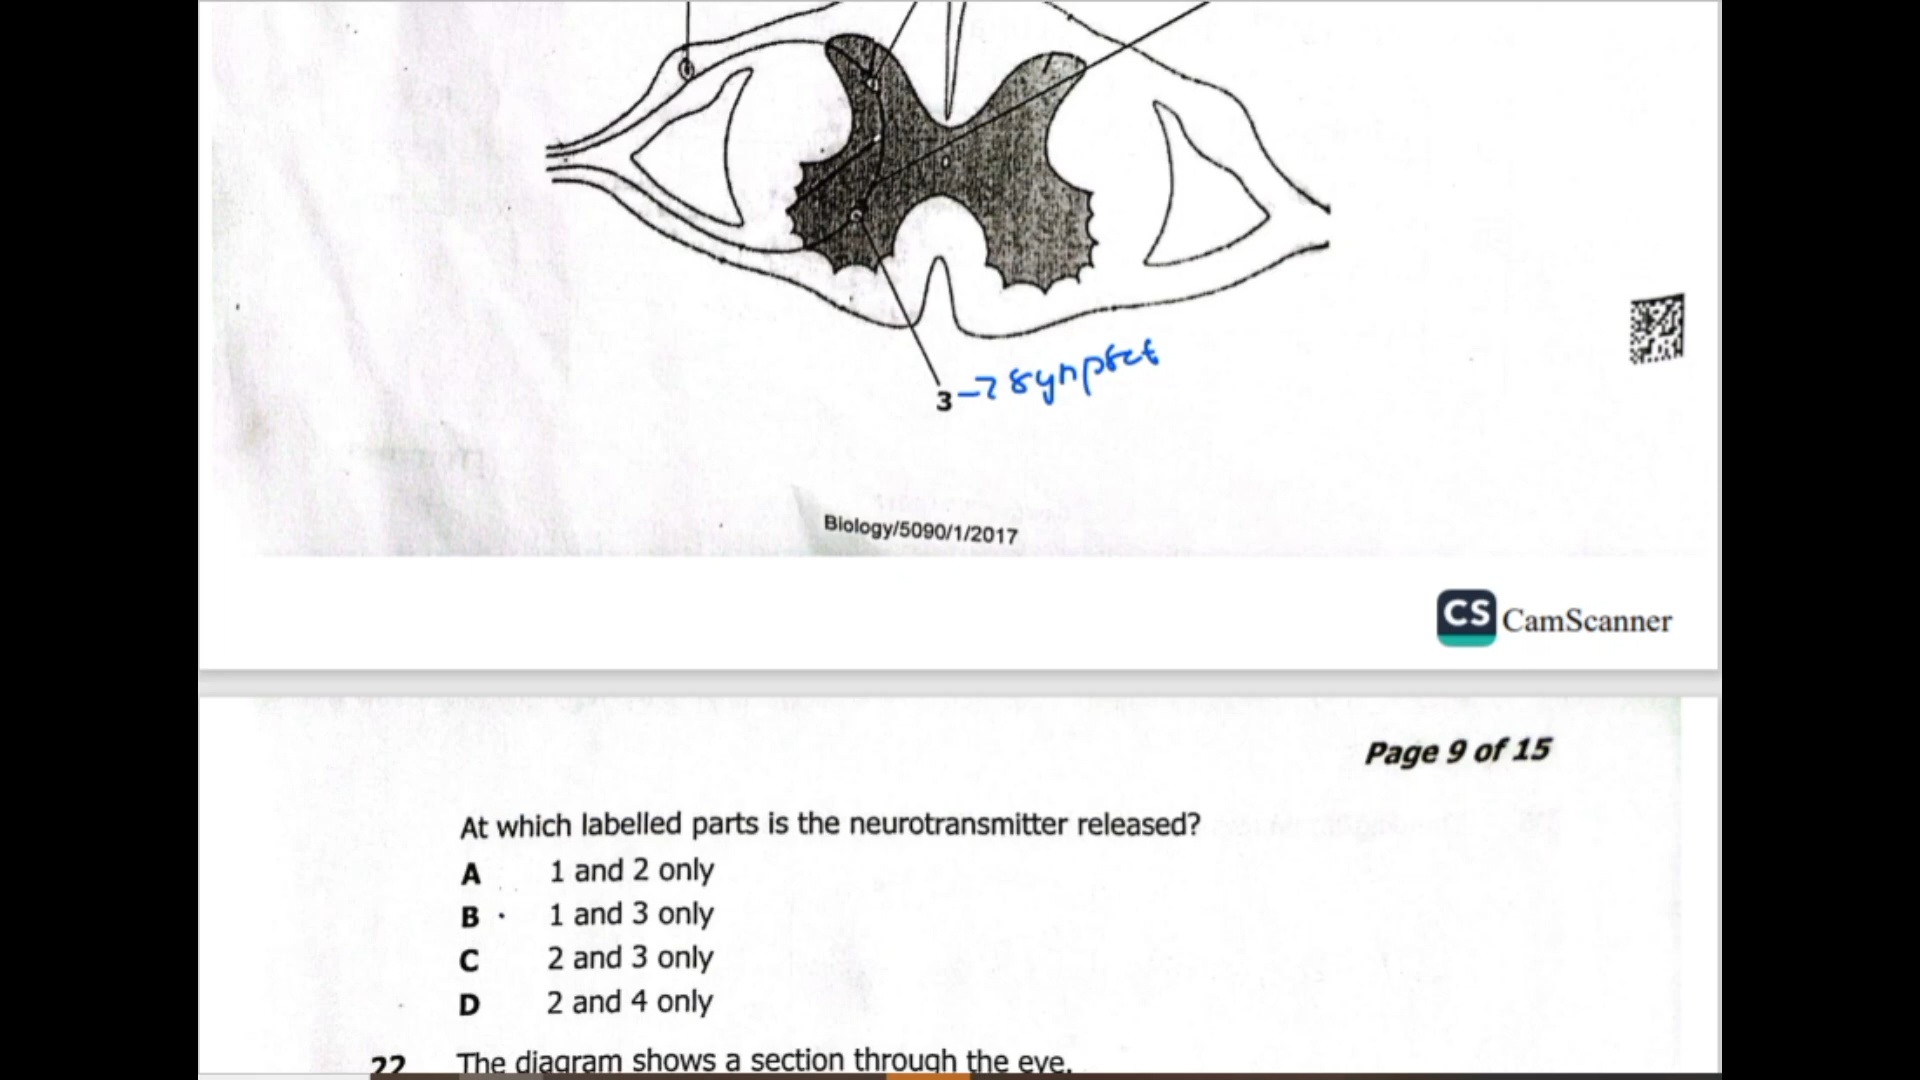 3 → synpset
Biology/5090/1/2017
CS CamScanner
Page 9 of 15
At which labelled parts is the neurotransmitter released?
A 1 and 2 only
B 1 and 3 only
C 2 and 3 only
D 2 and 4 only
22 The diagram shows a section through the eye.